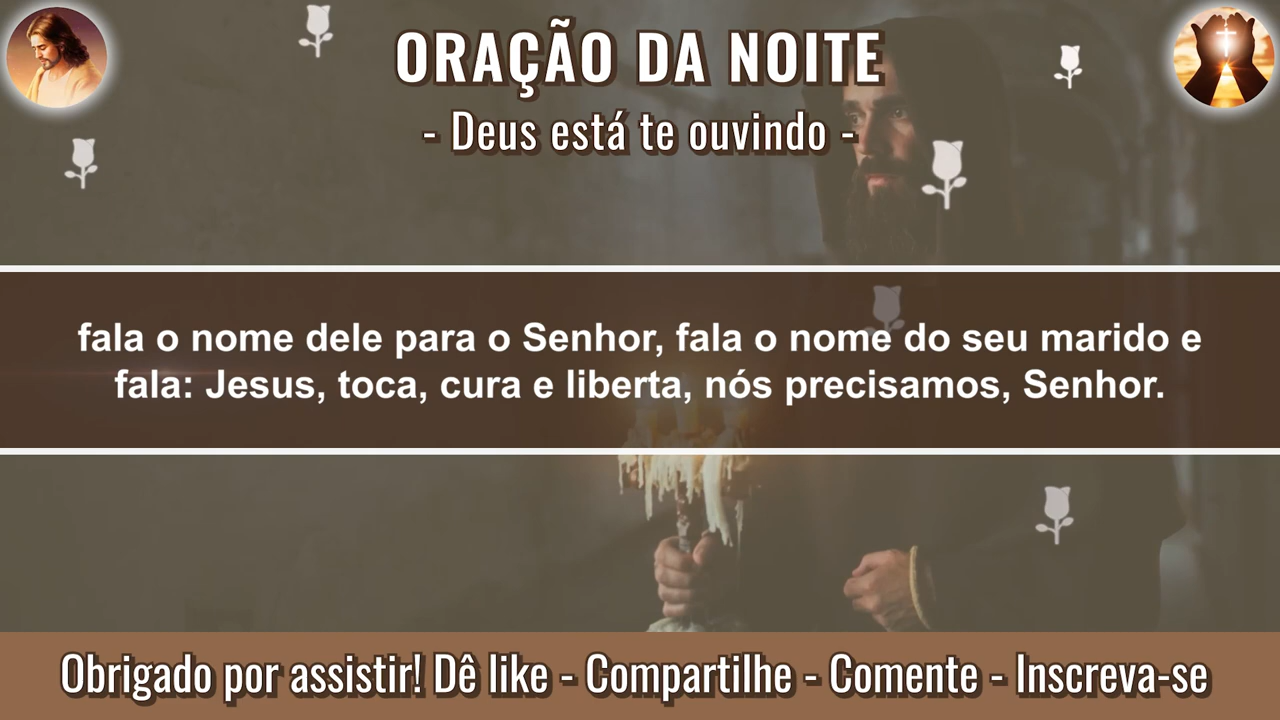 ORAÇÃO DA NOITE
- Deus está te ouvindo -
fala o nome dele para o Senhor, fala o nome do seu marido e
fala: Jesus, toca, cura e liberta, nós precisamos, Senhor.
Obrigado por assistir! Dê like - Compartilhe - Comente - Inscreva-se